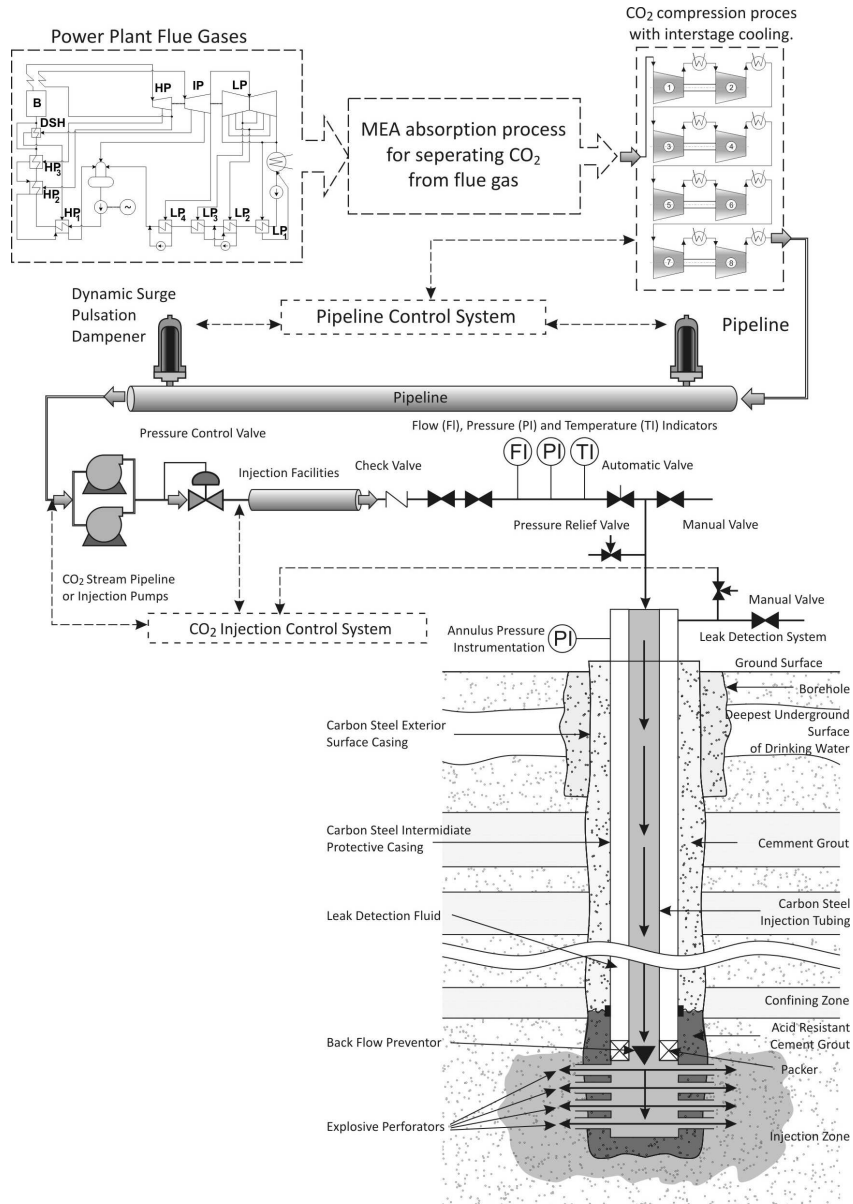 Power Plant Flue Gases
CO2 compression proces
with interstage cooling.
HP
IP
LP
B
DSH
HP3
HP2
HP1
LP4
LP3
LP2
LP1
~
MEA absorption process
for seperating CO2
from flue gas
W
W
1
2
W
W
3
4
W
W
5
6
W
W
7
8
Dynamic Surge
Pulsation
Dampener
Pipeline Control System
Pipeline
Pipeline
Pressure Control Valve
Flow (FI), Pressure (PI) and Temperature (TI) Indicators
Injection Facilities
Check Valve
FI
PI
TI
Automatic Valve
Pressure Relief Valve
Manual Valve
CO2 Stream Pipeline
or Injection Pumps
CO2 Injection Control System
Manual Valve
Leak Detection System
Annulus Pressure
Instrumentation
PI
Ground Surface
Borehole
Deepest Underground
Surface
of Drinking Water
Carbon Steel Exterior
Surface Casing
Carbon Steel Intermidiate
Protective Casing
Cemment Grout
Leak Detection Fluid
Carbon Steel
Injection Tubing
Confining Zone
Acid Resistant
Cement Grout
Back Flow Preventor
Packer
Explosive Perforators
Injection Zone